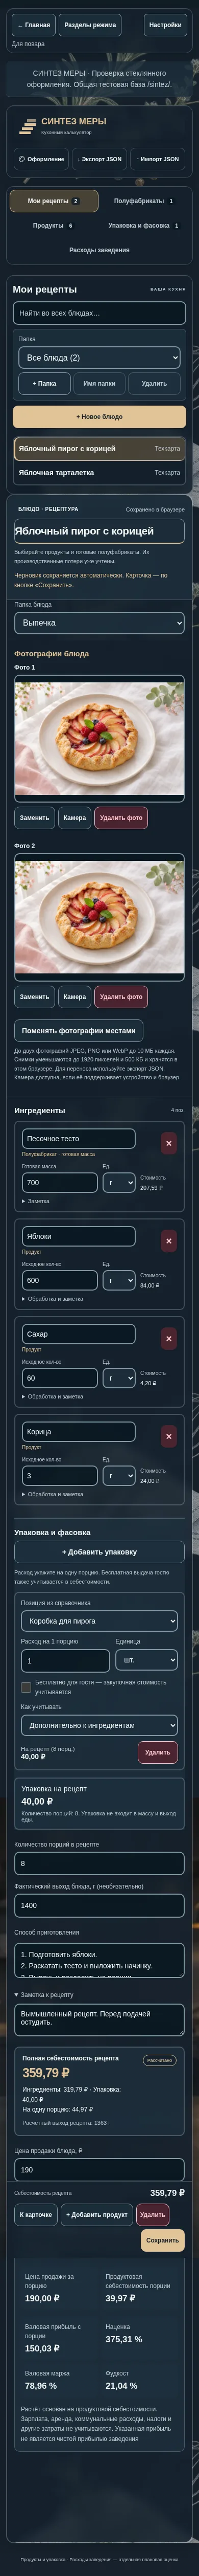 ← Главная
Разделы режима
Настройки
Для повара
СИНТЕЗ МЕРЫ · Проверка стеклянного
оформления. Общая тестовая база /sintez/.
СИНТЕЗ МЕРЫ
Кухонный калькулятор
Оформление
↓ Экспорт JSON
↑ Импорт JSON
Мои рецепты 2
Полуфабрикаты 1
Продукты 6
Упаковка и фасовка 1
Расходы заведения
Мои рецепты
ВАША КУХНЯ
Найти во всех блюдах…
Папка
Все блюда (2)
+ Папка
Имя папки
Удалить
+ Новое блюдо
Яблочный пирог с корицей
Техкарта
Яблочная тарталетка
Техкарта
БЛЮДО · РЕЦЕПТУРА
Сохранено в браузере
Яблочный пирог с корицей
Выбирайте продукты и готовые полуфабрикаты. Их
производственные потери уже учтены.
Черновик сохраняется автоматически. Карточка — по
кнопке «Сохранить».
Папка блюда
Выпечка
Фотографии блюда
Фото 1
Заменить
Камера
Удалить фото
Фото 2
Заменить
Камера
Удалить фото
Поменять фотографии местами
До двух фотографий JPEG, PNG или WebP до 10 МБ каждая.
Снимки уменьшаются до 1920 пикселей и 500 КБ и хранятся в
этом браузере. Для переноса используйте экспорт JSON.
Камера доступна, если её поддерживает устройство и браузер.
Ингредиенты
4 поз.
Песочное тесто
×
Полуфабрикат · готовая масса
Готовая масса
Ед.
Стоимость
700
г
207,59 ₽
▶ Заметка
Яблоки
×
Продукт
Исходное кол-во
Ед.
Стоимость
600
г
84,00 ₽
▶ Обработка и заметка
Сахар
×
Продукт
Исходное кол-во
Ед.
Стоимость
60
г
4,20 ₽
▶ Обработка и заметка
Корица
×
Продукт
Исходное кол-во
Ед.
Стоимость
3
г
24,00 ₽
▶ Обработка и заметка
Упаковка и фасовка
+ Добавить упаковку
Расход укажите на одну порцию. Бесплатная выдача гостю
также учитывается в себестоимости.
Позиция из справочника
Коробка для пирога
Расход на 1 порцию
Единица
1
шт.
Бесплатно для гостя — закупочная стоимость
учитывается
Как учитывать
Дополнительно к ингредиентам
На рецепт (8 порц.)
40,00 ₽
Удалить
Упаковка на рецепт
40,00 ₽
Количество порций: 8. Упаковка не входит в массу и выход
еды.
Количество порций в рецепте
8
Фактический выход блюда, г (необязательно)
1400
Способ приготовления
1. Подготовить яблоки.
2. Раскатать тесто и выложить начинку.
▼ Заметка к рецепту
Вымышленный рецепт. Перед подачей
остудить.
Полная себестоимость рецепта
Рассчитано
359,79 ₽
Ингредиенты: 319,79 ₽ · Упаковка:
40,00 ₽
На одну порцию: 44,97 ₽
Расчётный выход рецепта: 1363 г
Цена продажи блюда, ₽
190
Себестоимость рецепта
359,79 ₽
К карточке
+ Добавить продукт
Удалить
Сохранить
Цена продажи за
порцию
190,00 ₽
Продуктовая
себестоимость порции
39,97 ₽
Валовая прибыль с
порции
150,03 ₽
Наценка
375,31 %
Валовая маржа
78,96 %
Фудкост
21,04 %
Расчёт основан на продуктовой себестоимости.
Зарплата, аренда, коммунальные расходы, налоги и
другие затраты не учитываются. Указанная прибыль
не является чистой прибылью заведения
Продукты и упаковка · Расходы заведения — отдельная плановая оценка